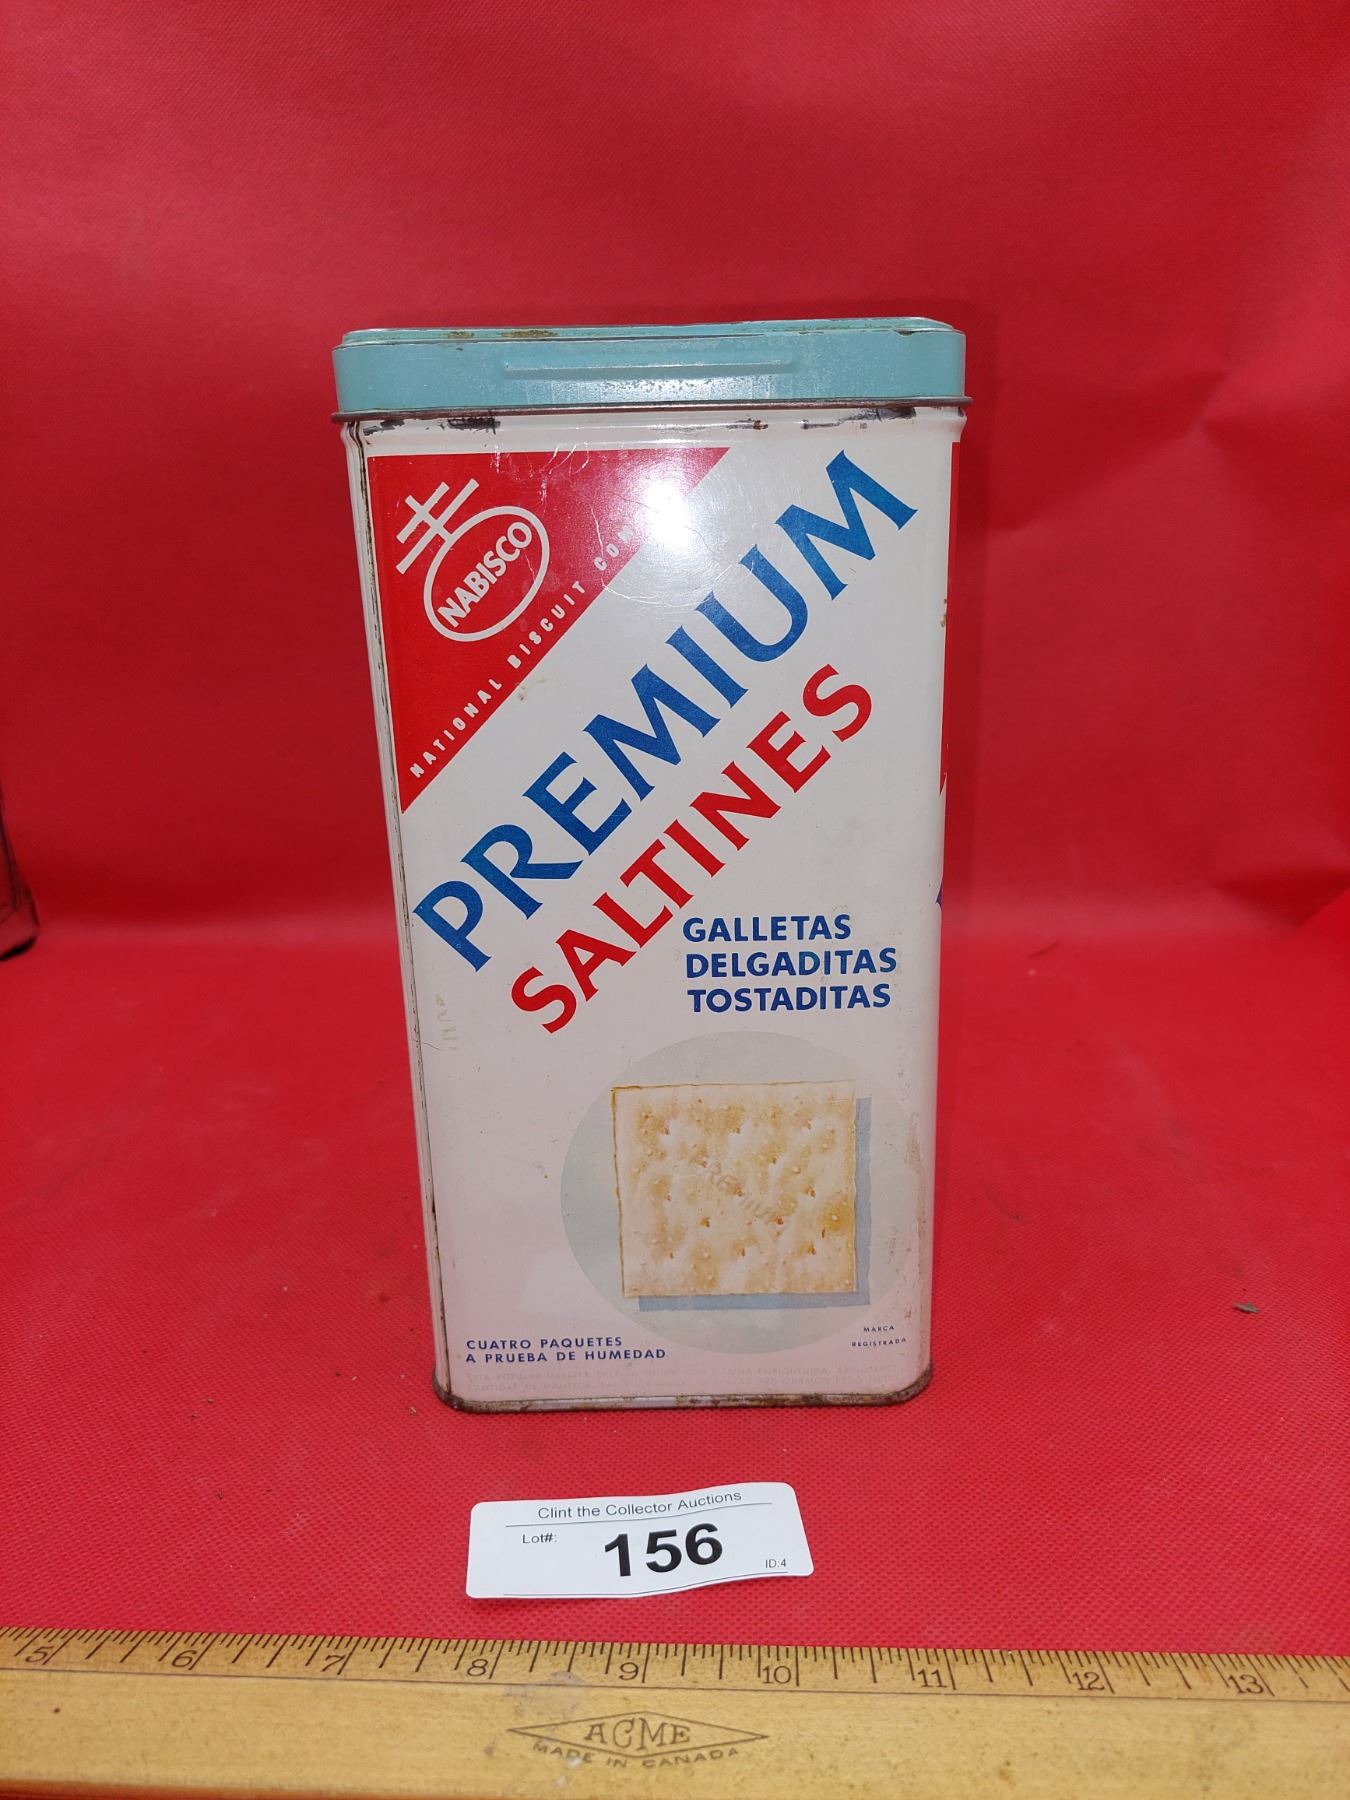 NABISCO
NATIONAL BISCUIT COM
PREMIUM
SALTINES
GALLETAS
DELGADITAS
TOSTADITAS
Premium
CUATRO PAQUETES
A PRUEBA DE HUMEDAD
MARCA
REGISTRADA
Clint the Collector Auctions
Lot#:
156
ID:4
5 6 7 8 9 10 11 12 13
ACME
MADE IN CANADA